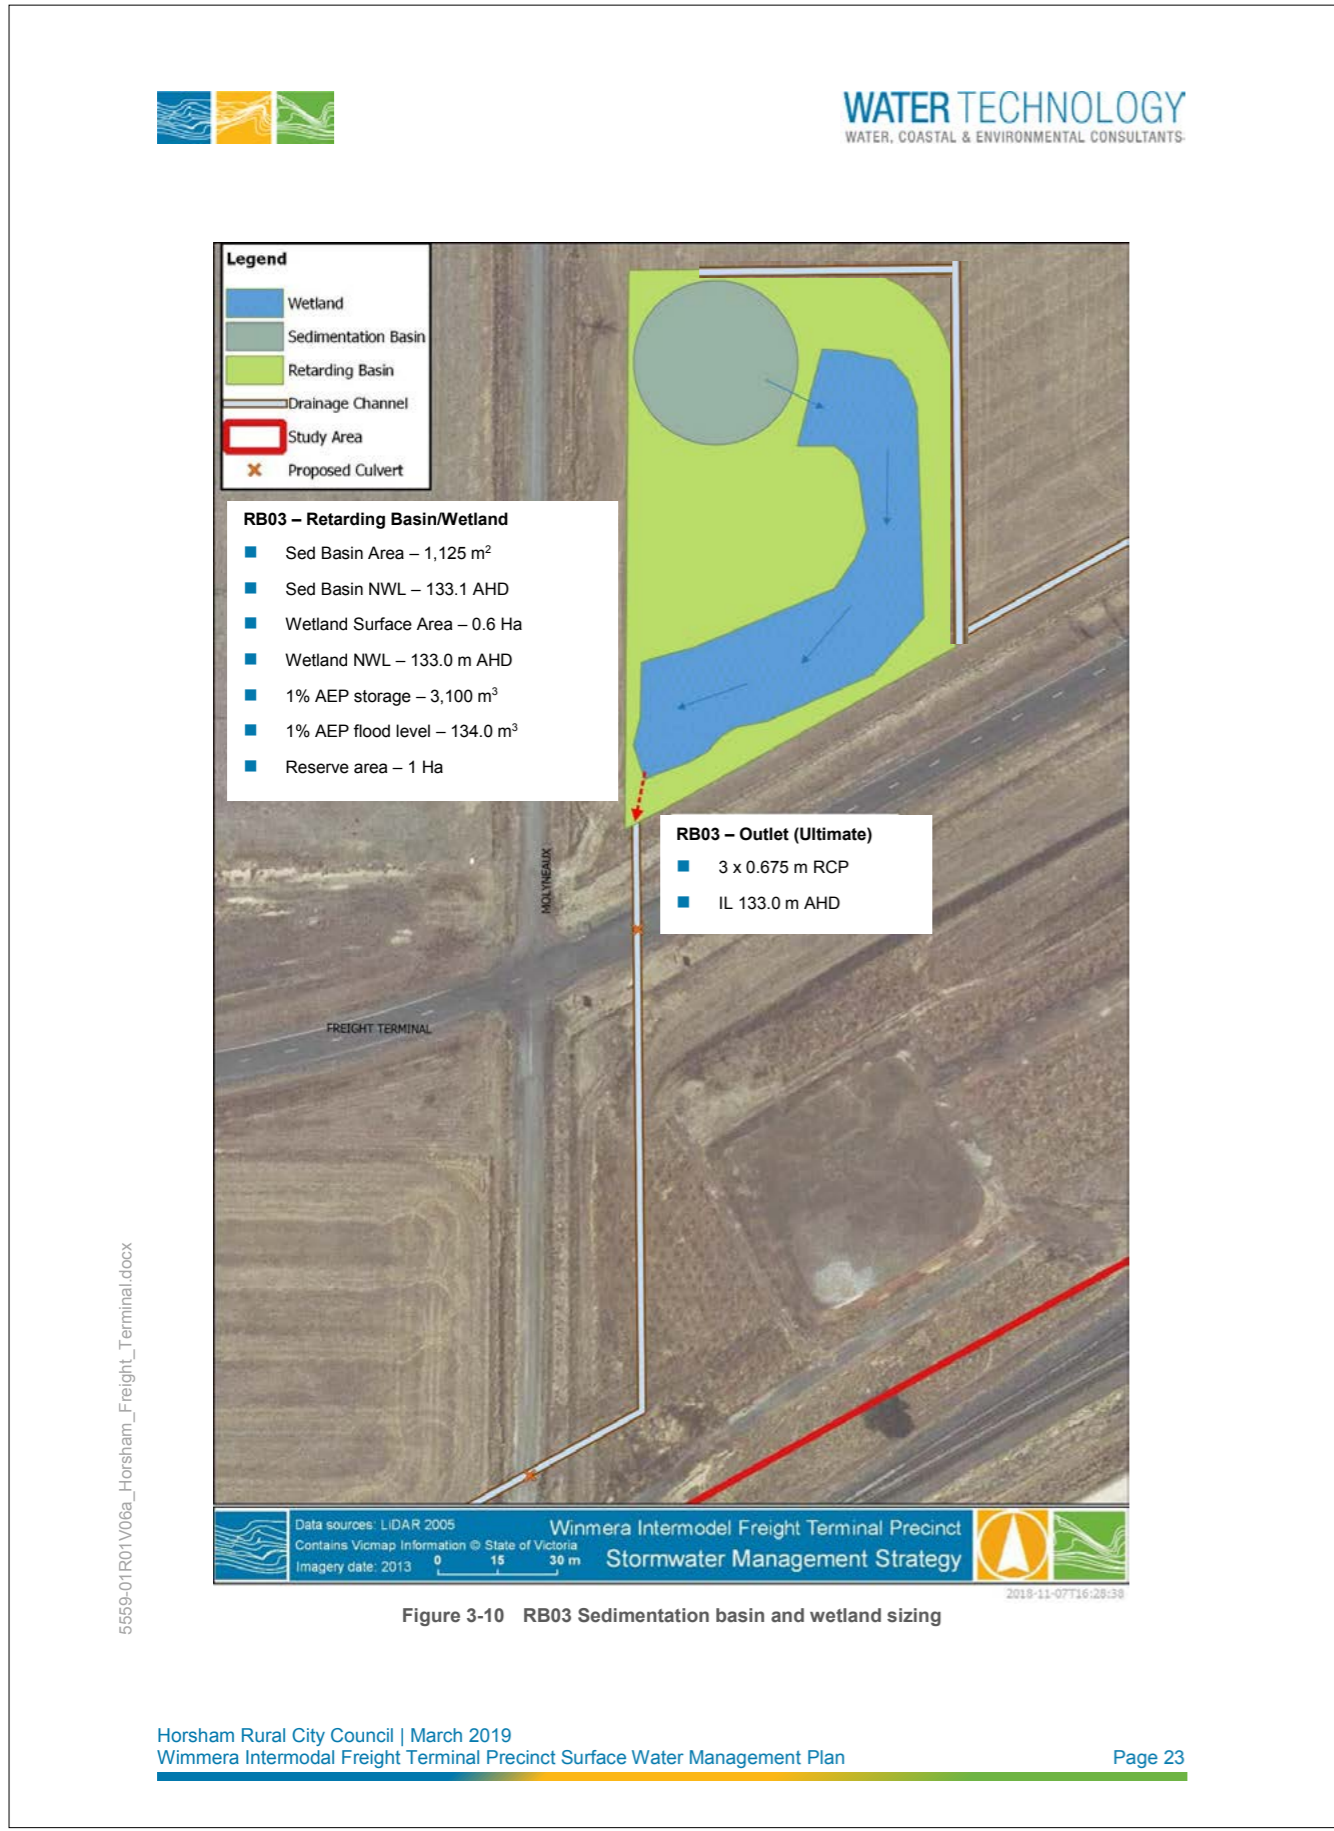 WATER TECHNOLOGY
WATER, COASTAL & ENVIRONMENTAL CONSULTANTS
Legend
Wetland
Sedimentation Basin
Retarding Basin
Drainage Channel
Study Area
Proposed Culvert
RB03 – Retarding Basin/Wetland
Sed Basin Area – 1,125 m²
Sed Basin NWL – 133.1 AHD
Wetland Surface Area – 0.6 Ha
Wetland NWL – 133.0 m AHD
1% AEP storage – 3,100 m³
1% AEP flood level – 134.0 m³
Reserve area – 1 Ha
RB03 – Outlet (Ultimate)
3 x 0.675 m RCP
IL 133.0 m AHD
MOLYNEAUX
FREIGHT TERMINAL
Data sources: LiDAR 2005
Contains Vicmap Information © State of Victoria
Imagery date: 2013
0 15 30 m
Winmera Intermodel Freight Terminal Precinct
Stormwater Management Strategy
2018-11-07T16:28:38
Figure 3-10 RB03 Sedimentation basin and wetland sizing
5559-01R01V06a_Horsham_Freight_Terminal.docx
Horsham Rural City Council | March 2019
Wimmera Intermodal Freight Terminal Precinct Surface Water Management Plan
Page 23